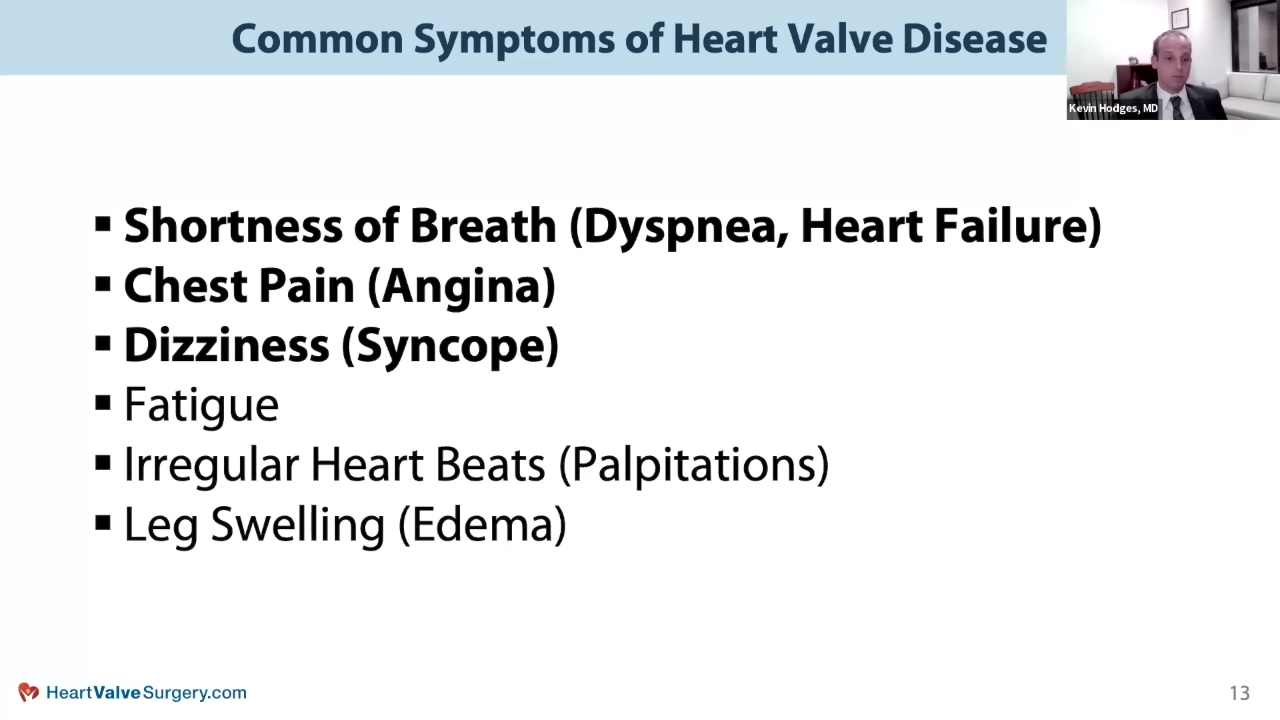 Common Symptoms of Heart Valve Disease
Kevin Hodges, MD
▪ Shortness of Breath (Dyspnea, Heart Failure)
▪ Chest Pain (Angina)
▪ Dizziness (Syncope)
▪ Fatigue
▪ Irregular Heart Beats (Palpitations)
▪ Leg Swelling (Edema)
HeartValveSurgery.com
13